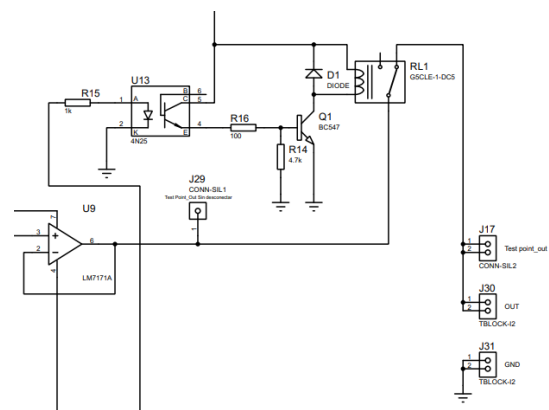 U13
R15
1k
1
2
A
K
B
C
E
6
5
4
4N25
R16
100
R14
4.7k
D1
DIODE
Q1
BC547
RL1
G5CLE-1-DC5
J29
CONN-SIL1
Test Point_Out Sin desconectar
1
U9
3
2
7
6
4
LM7171A
J17
1
2
Test point_out
CONN-SIL2
J30
1
2
OUT
TBLOCK-I2
J31
1
2
GND
TBLOCK-I2